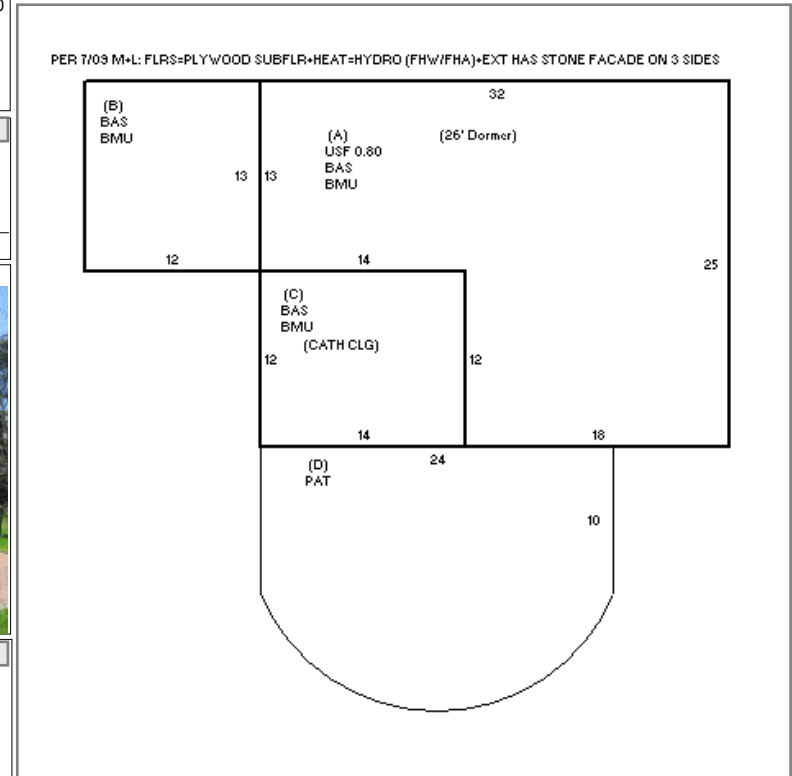 PER 7/09 M+L: FLRS=PLYWOOD SUBFLR+HEAT=HYDRO (FHW/FHA)+EXT HAS STONE FACADE ON 3 SIDES
32
(B)
BAS
BMU
(A)
USF 0.80
BAS
BMU
(26' Dormer)
13
13
12
14
25
(C)
BAS
BMU
(CATH CLG)
12
12
14
18
24
(D)
PAT
10